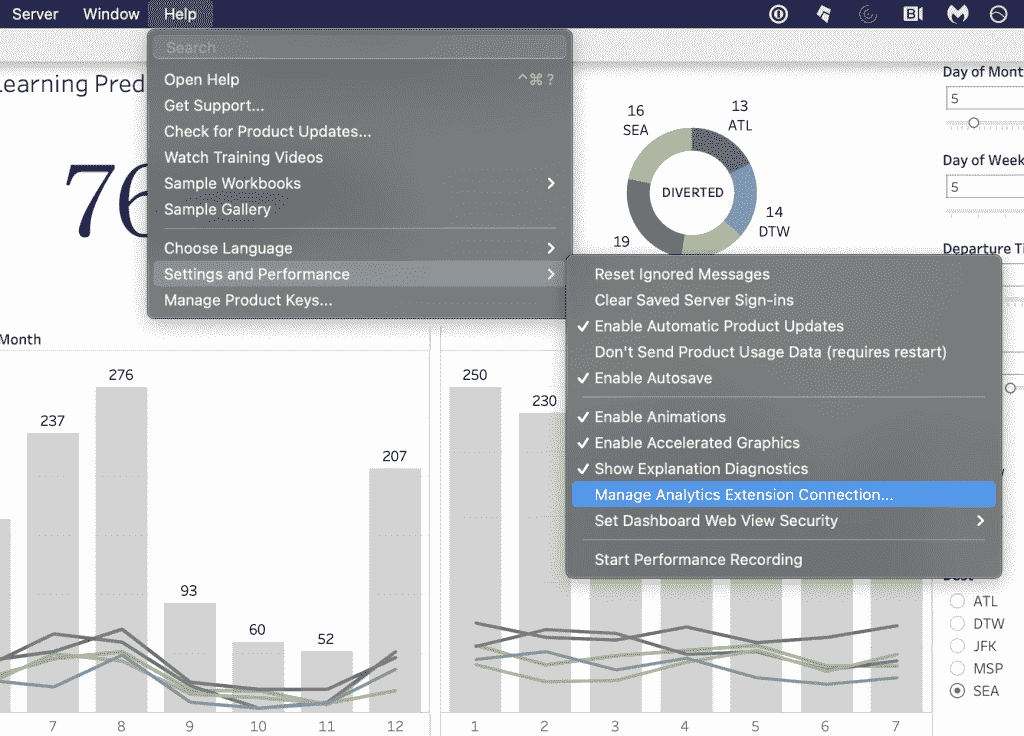 Server Window Help
Search
Open Help ^⌘?
Get Support...
Check for Product Updates...
Watch Training Videos
Sample Workbooks
Sample Gallery
Choose Language
Settings and Performance
Manage Product Keys...
Reset Ignored Messages
Clear Saved Server Sign-ins
Enable Automatic Product Updates
Don't Send Product Usage Data (requires restart)
Enable Autosave
Enable Animations
Enable Accelerated Graphics
Show Explanation Diagnostics
Manage Analytics Extension Connection...
Set Dashboard Web View Security
Start Performance Recording
Learning Pred
76
16
SEA
13
ATL
DIVERTED
14
DTW
19
Day of Mont
5
Day of Week
5
Departure Ti
Month
237
276
93
60
52
207
7 8 9 10 11 12
250
230
1 2 3 4 5 6 7
ATL
DTW
JFK
MSP
SEA